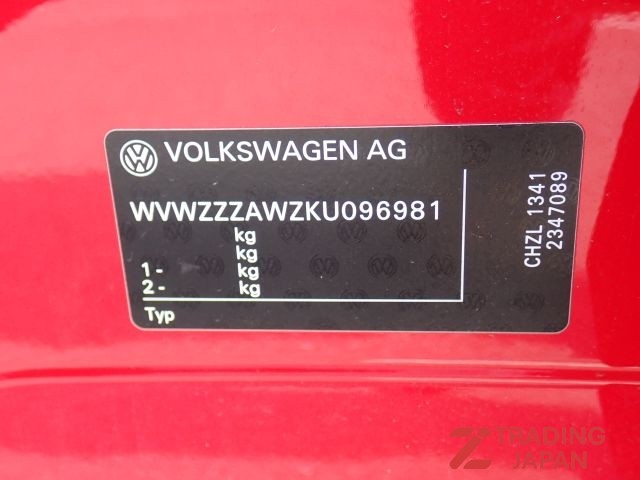 VOLKSWAGEN AG
WVWZZZAWZKU096981
kg
kg
1- kg
2- kg
Typ
CHZL 1341
2347089
TRADING
JAPAN